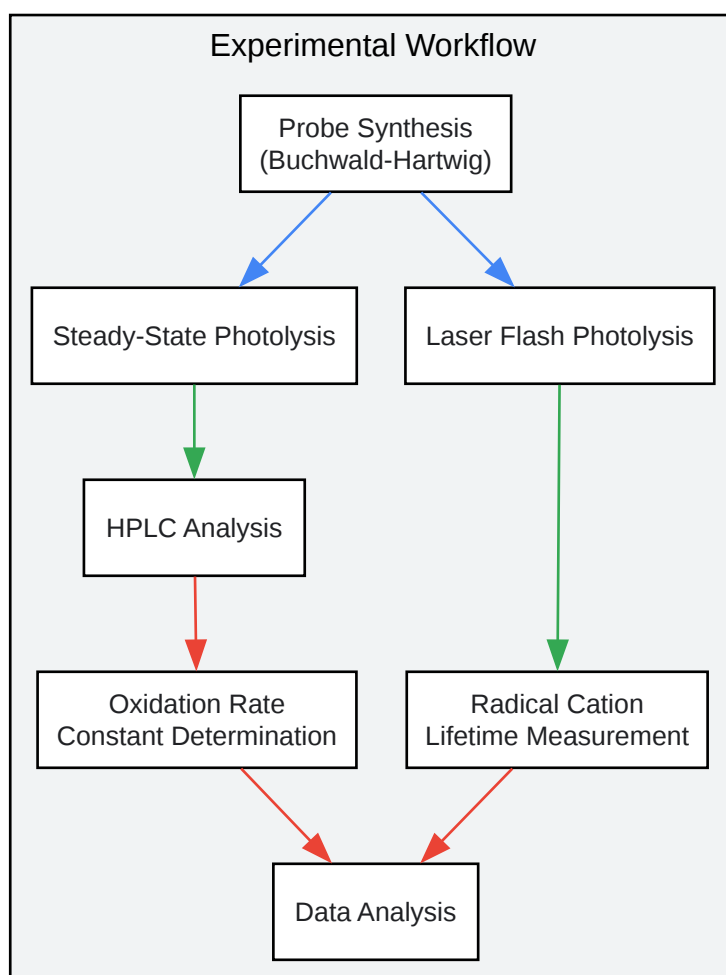 Experimental Workflow
Probe Synthesis
(Buchwald-Hartwig)
Steady-State Photolysis
Laser Flash Photolysis
HPLC Analysis
Oxidation Rate
Constant Determination
Radical Cation
Lifetime Measurement
Data Analysis